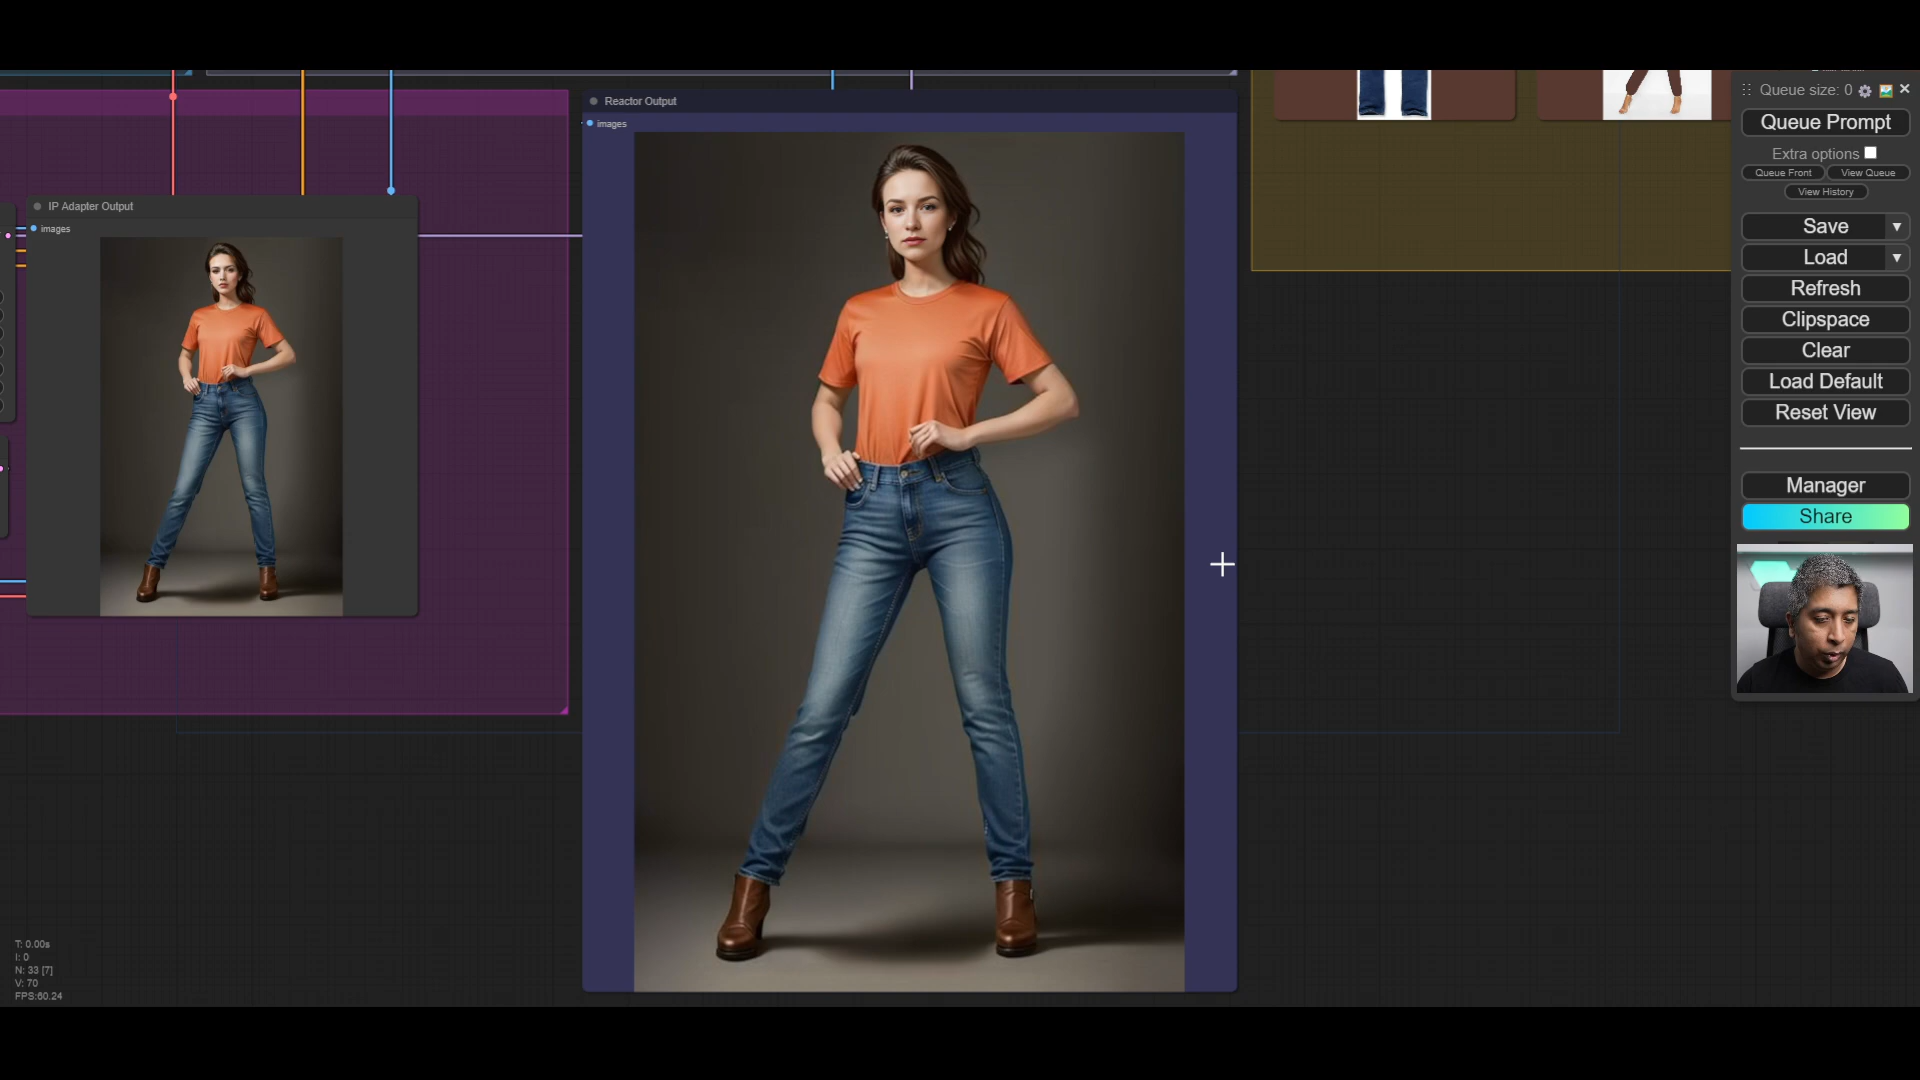 Reactor Output
images
IP Adapter Output
images
Queue size: 0
Queue Prompt
Extra options
Queue Front
View Queue
View History
Save
Load
Refresh
Clipspace
Clear
Load Default
Reset View
Manager
Share
T: 0.00s
I: 0
N: 33 [7]
V: 70
FPS:60.24